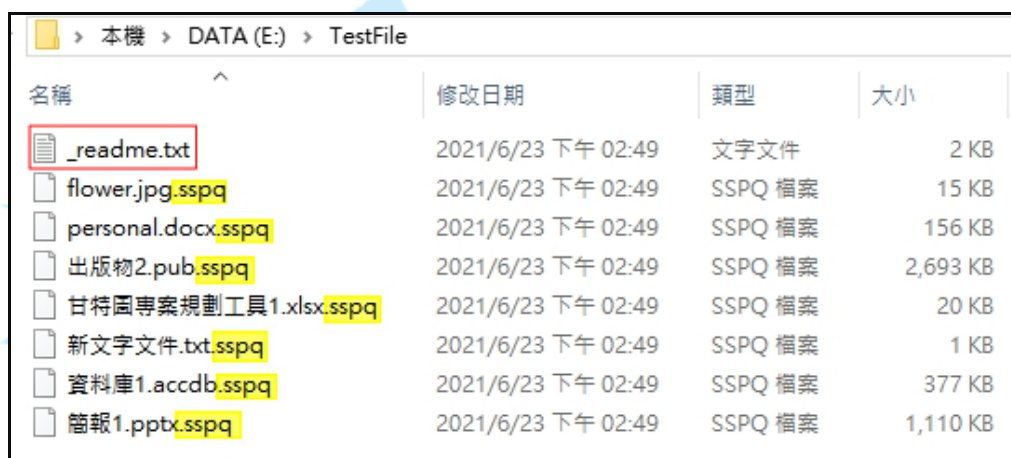 本機 > DATA (E:) > TestFile
名稱 修改日期 類型 大小
_readme.txt 2021/6/23 下午 02:49 文字文件 2 KB
flower.jpg.sspq 2021/6/23 下午 02:49 SSPQ 檔案 15 KB
personal.docx.sspq 2021/6/23 下午 02:49 SSPQ 檔案 156 KB
出版物2.pub.sspq 2021/6/23 下午 02:49 SSPQ 檔案 2,693 KB
甘特圖專案規劃工具1.xlsx.sspq 2021/6/23 下午 02:49 SSPQ 檔案 20 KB
新文字文件.txt.sspq 2021/6/23 下午 02:49 SSPQ 檔案 1 KB
資料庫1.accdb.sspq 2021/6/23 下午 02:49 SSPQ 檔案 377 KB
簡報1.pptx.sspq 2021/6/23 下午 02:49 SSPQ 檔案 1,110 KB